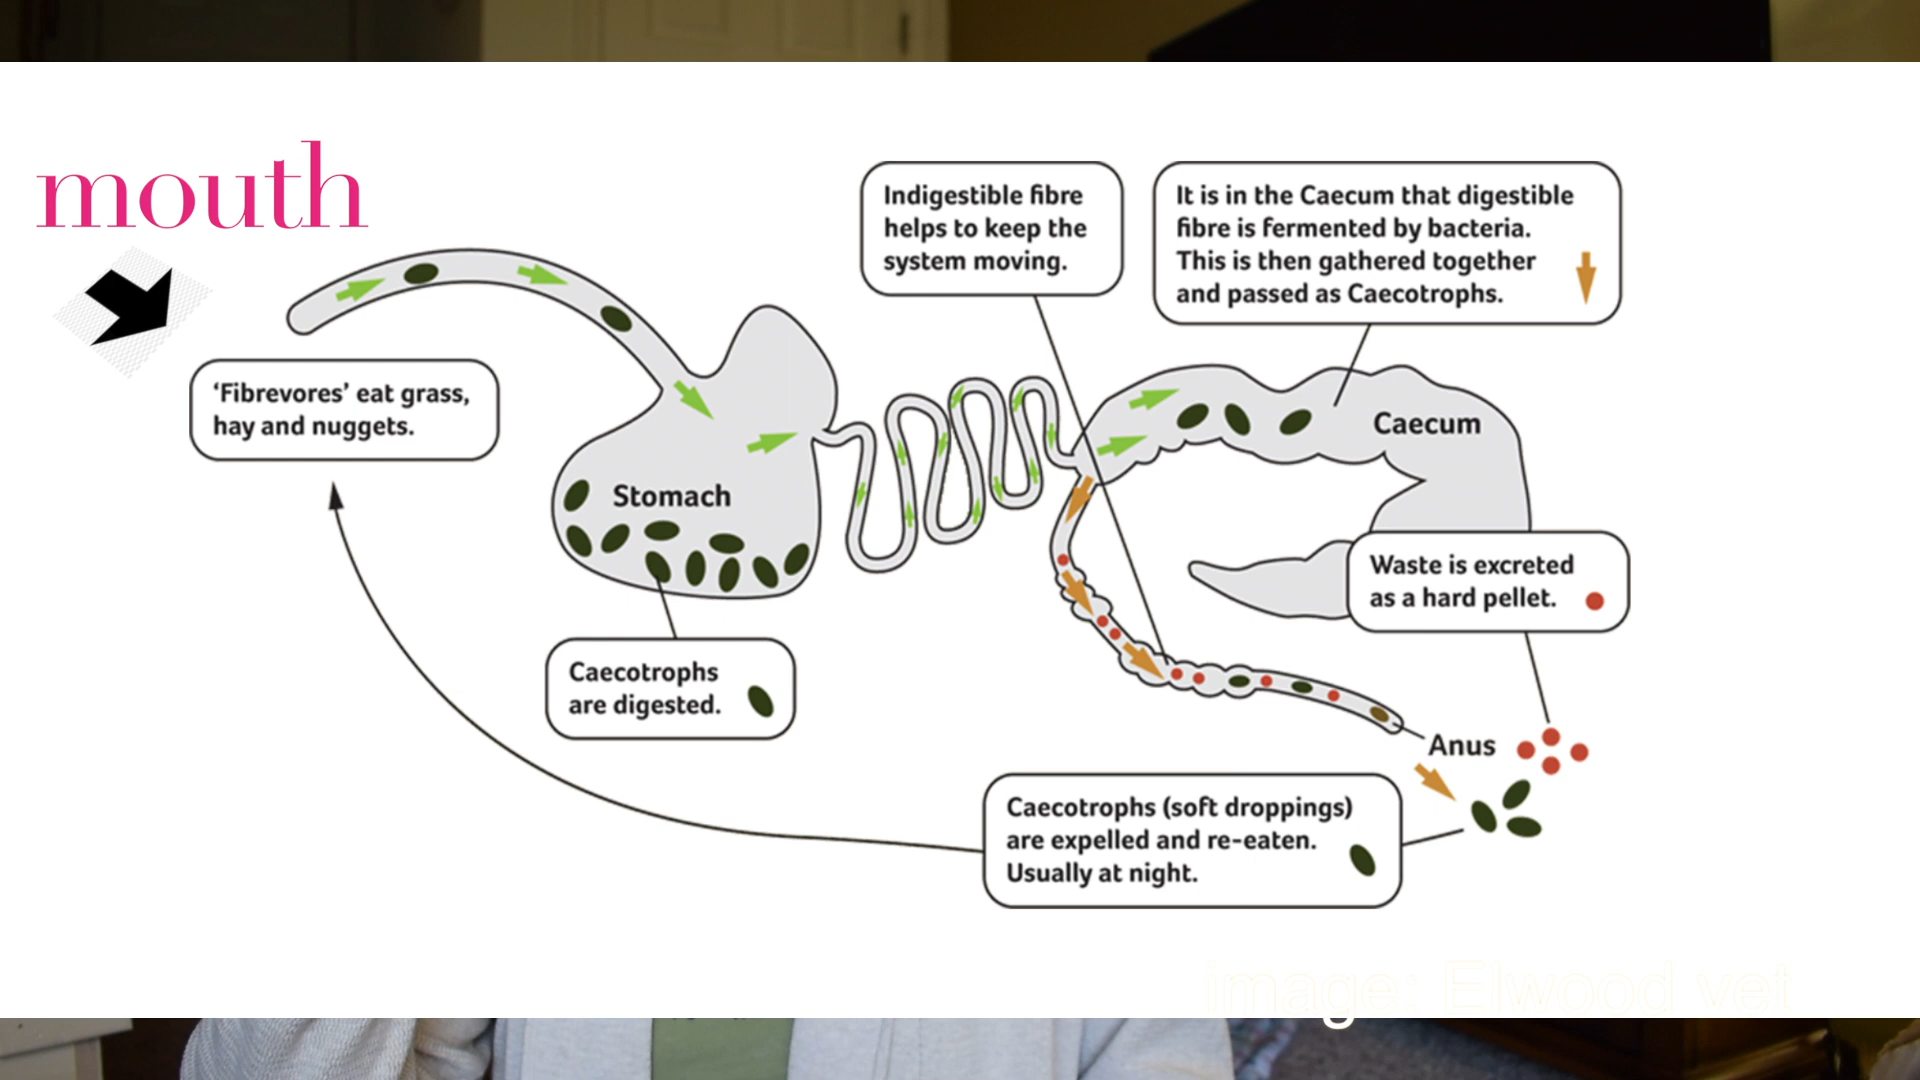 mouth
Indigestible fibre
helps to keep the
system moving.
It is in the Caecum that digestible
fibre is fermented by bacteria.
This is then gathered together
and passed as Caecotrophs.
‘Fibrevores’ eat grass,
hay and nuggets.
Caecum
Stomach
Waste is excreted
as a hard pellet.
Caecotrophs
are digested.
Anus
Caecotrophs (soft droppings)
are expelled and re-eaten.
Usually at night.
image: Elwood vet